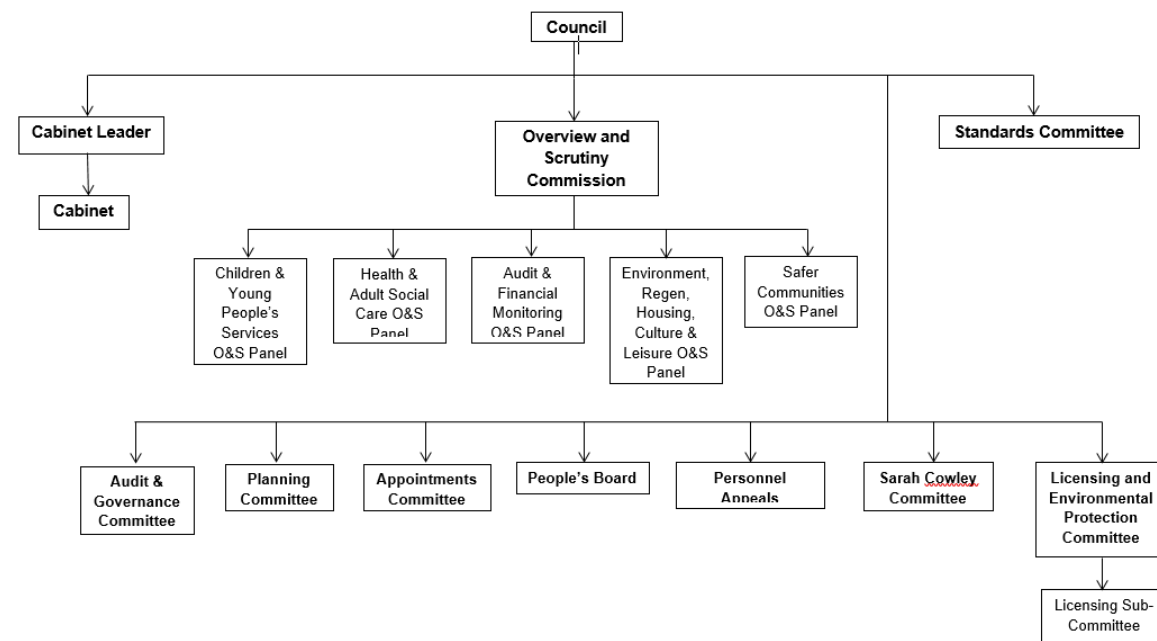 Council
Cabinet Leader
Overview and
Scrutiny
Commission
Standards Committee
Cabinet
Children &
Young
People's
Services
O&S Panel
Health &
Adult Social
Care O&S
Panel
Audit &
Financial
Monitoring
O&S Panel
Environment,
Regen,
Housing,
Culture &
Leisure O&S
Panel
Safer
Communities
O&S Panel
Audit &
Governance
Committee
Planning
Committee
Appointments
Committee
People's Board
Personnel
Appeals
Sarah Cowley
Committee
Licensing and
Environmental
Protection
Committee
Licensing Sub-
Committee